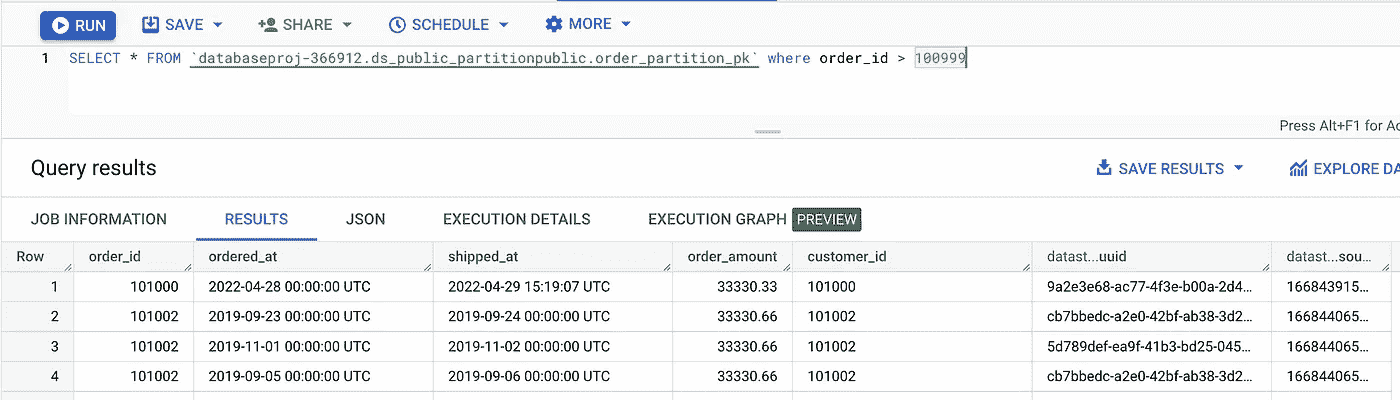 RUN SAVE SHARE SCHEDULE MORE
1 SELECT * FROM `databaseproj-366912.ds_public_partitionpublic.order_partition_pk` where order_id > 100999
Press Alt+F1 for Ac
Query results SAVE RESULTS EXPLORE DA
JOB INFORMATION RESULTS JSON EXECUTION DETAILS EXECUTION GRAPH PREVIEW
Row order_id ordered_at shipped_at order_amount customer_id datast...uuid datast...sou...
1 101000 2022-04-28 00:00:00 UTC 2022-04-29 15:19:07 UTC 33330.33 101000 9a2e3e68-ac77-4f3e-b00a-2d4... 166843915...
2 101002 2019-09-23 00:00:00 UTC 2019-09-24 00:00:00 UTC 33330.66 101002 cb7bbedc-a2e0-42bf-ab38-3d2... 166844065...
3 101002 2019-11-01 00:00:00 UTC 2019-11-02 00:00:00 UTC 33330.66 101002 5d789def-ea9f-41b3-bd25-045... 166844065...
4 101002 2019-09-05 00:00:00 UTC 2019-09-06 00:00:00 UTC 33330.66 101002 cb7bbedc-a2e0-42bf-ab38-3d2... 166844065...